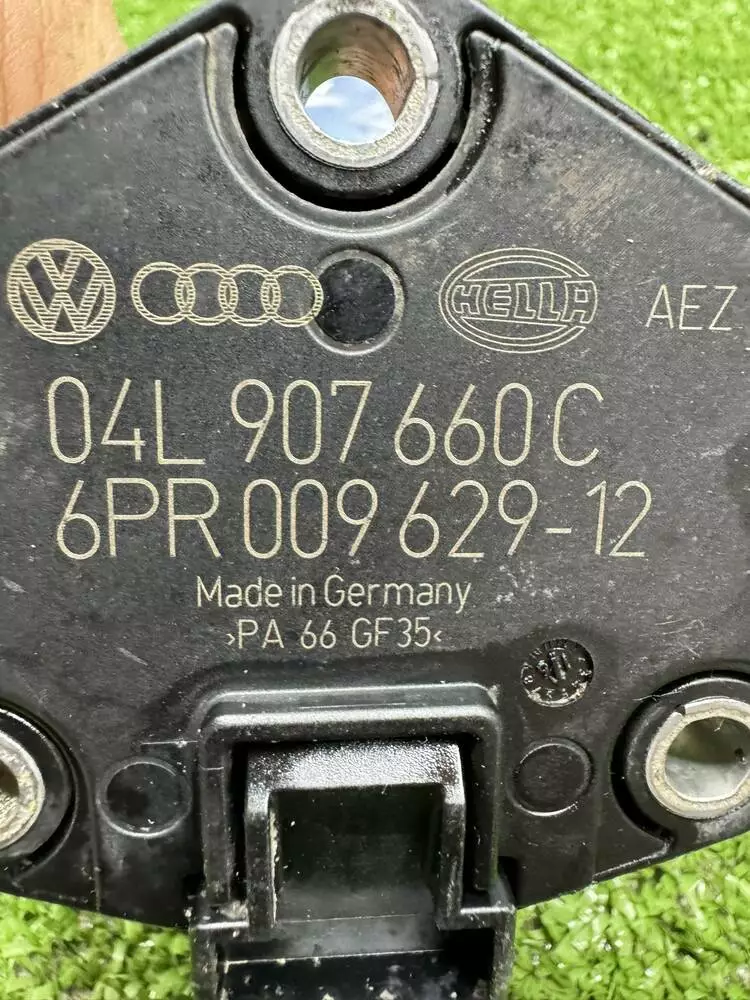 HELLA AEZ
04L 907 660 C
6PR 009 629-12
Made in Germany
>PA 66 GF35<